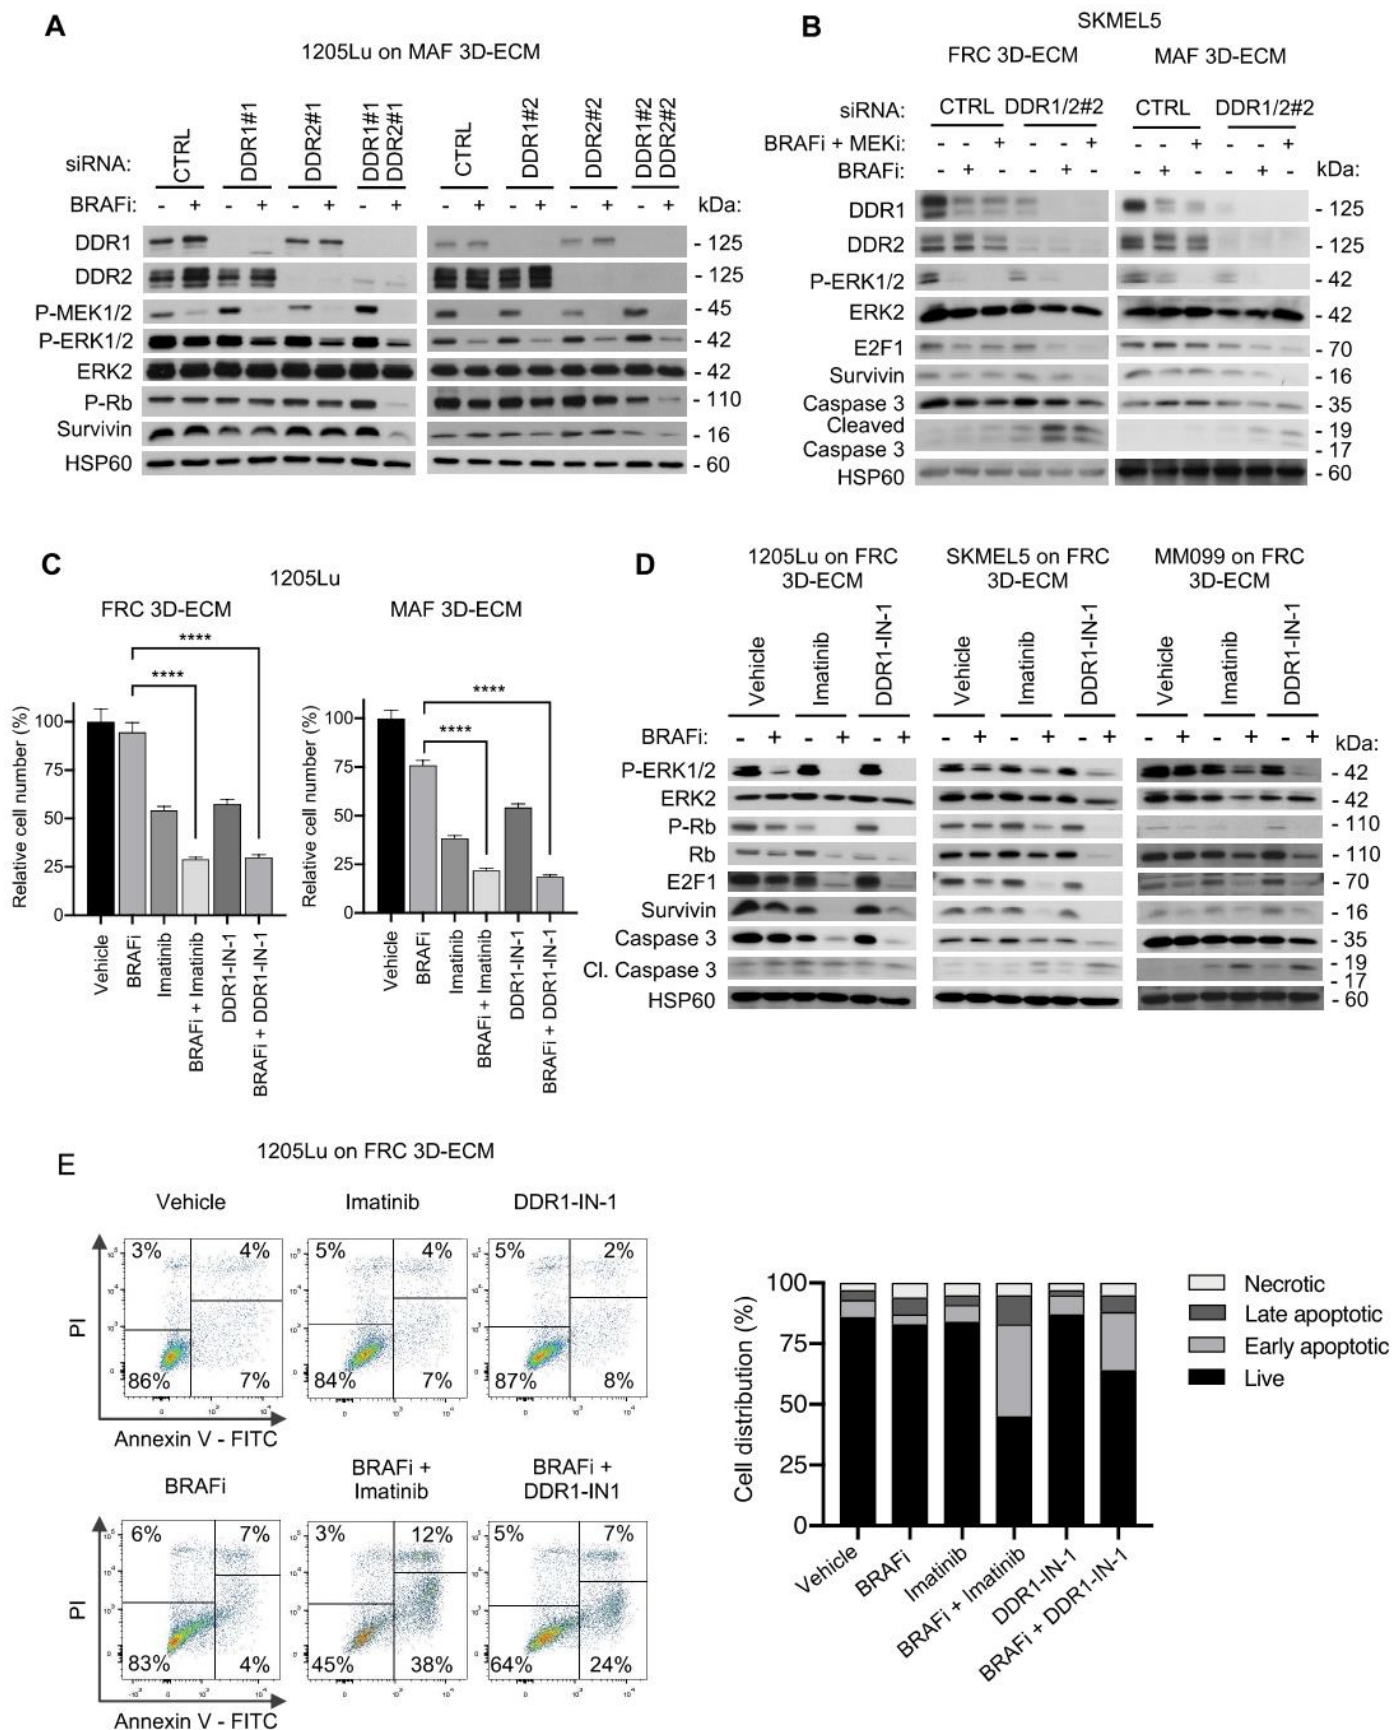 A
1205Lu on MAF 3D-ECM
siRNA: CTRL DDR1#1 DDR2#1 DDR1#1 DDR2#1 CTRL DDR1#2 DDR2#2 DDR1#2 DDR2#2
BRAFi: - + - + - + - + - + - + - + - + kDa:
DDR1 - 125
DDR2 - 125
P-MEK1/2 - 45
P-ERK1/2 - 42
ERK2 - 42
P-Rb - 110
Survivin - 16
HSP60 - 60
B
SKMEL5
FRC 3D-ECM MAF 3D-ECM
siRNA: CTRL DDR1/2#2 CTRL DDR1/2#2
BRAFi + MEKi: - - + - - + - - + - - +
BRAFi: - + - - + - - + - - + - kDa:
DDR1 - 125
DDR2 - 125
P-ERK1/2 - 42
ERK2 - 42
E2F1 - 70
Survivin - 16
Caspase 3 - 35
Cleaved - 19
Caspase 3 - 17
HSP60 - 60
C
1205Lu
FRC 3D-ECM
Relative cell number (%)
100
75
50
25
0
**** ****
Vehicle
BRAFi
Imatinib
BRAFi + Imatinib
DDR1-IN-1
BRAFi + DDR1-IN-1
MAF 3D-ECM
Relative cell number (%)
100
75
50
25
0
**** ****
Vehicle
BRAFi
Imatinib
BRAFi + Imatinib
DDR1-IN-1
BRAFi + DDR1-IN-1
D
1205Lu on FRC 3D-ECM
SKMEL5 on FRC 3D-ECM
MM099 on FRC 3D-ECM
Vehicle Imatinib DDR1-IN-1 Vehicle Imatinib DDR1-IN-1 Vehicle Imatinib DDR1-IN-1
BRAFi: - + - + - + - + - + - + - + - + - + kDa:
P-ERK1/2 - 42
ERK2 - 42
P-Rb - 110
Rb - 110
E2F1 - 70
Survivin - 16
Caspase 3 - 35
Cl. Caspase 3 - 19
- 17
HSP60 - 60
E
1205Lu on FRC 3D-ECM
Vehicle Imatinib DDR1-IN-1
3% 4% 5% 4% 5% 2%
PI
86% 7% 84% 7% 87% 8%
Annexin V - FITC
BRAFi
BRAFi + Imatinib
BRAFi + DDR1-IN1
6% 7% 3% 12% 5% 7%
PI
83% 4% 45% 38% 64% 24%
Annexin V - FITC
Cell distribution (%)
100
75
50
25
0
Vehicle
BRAFi
Imatinib
BRAFi + Imatinib
DDR1-IN-1
BRAFi + DDR1-IN-1
Necrotic
Late apoptotic
Early apoptotic
Live